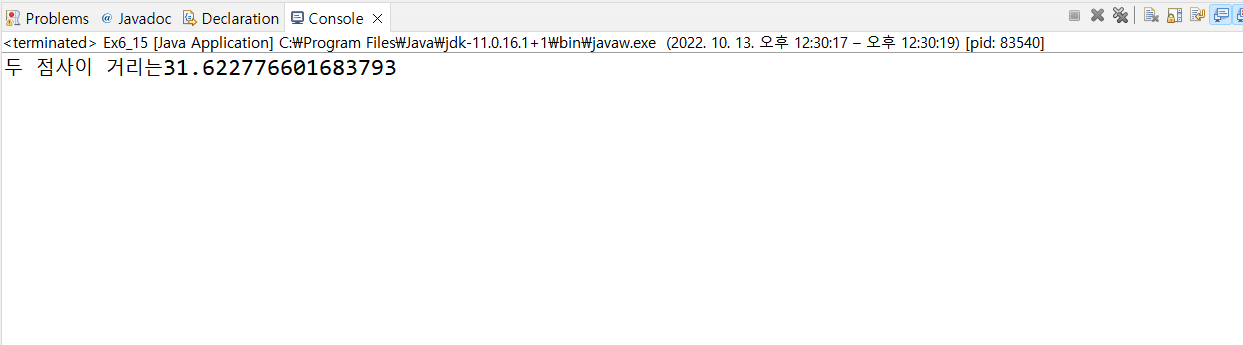 Problems @ Javadoc Declaration Console
<terminated> Ex6_15 [Java Application] C:₩Program Files₩Java₩jdk-11.0.16.1+1₩bin₩javaw.exe (2022. 10. 13. 오후 12:30:17 – 오후 12:30:19) [pid: 83540]
두 점사이 거리는31.622776601683793